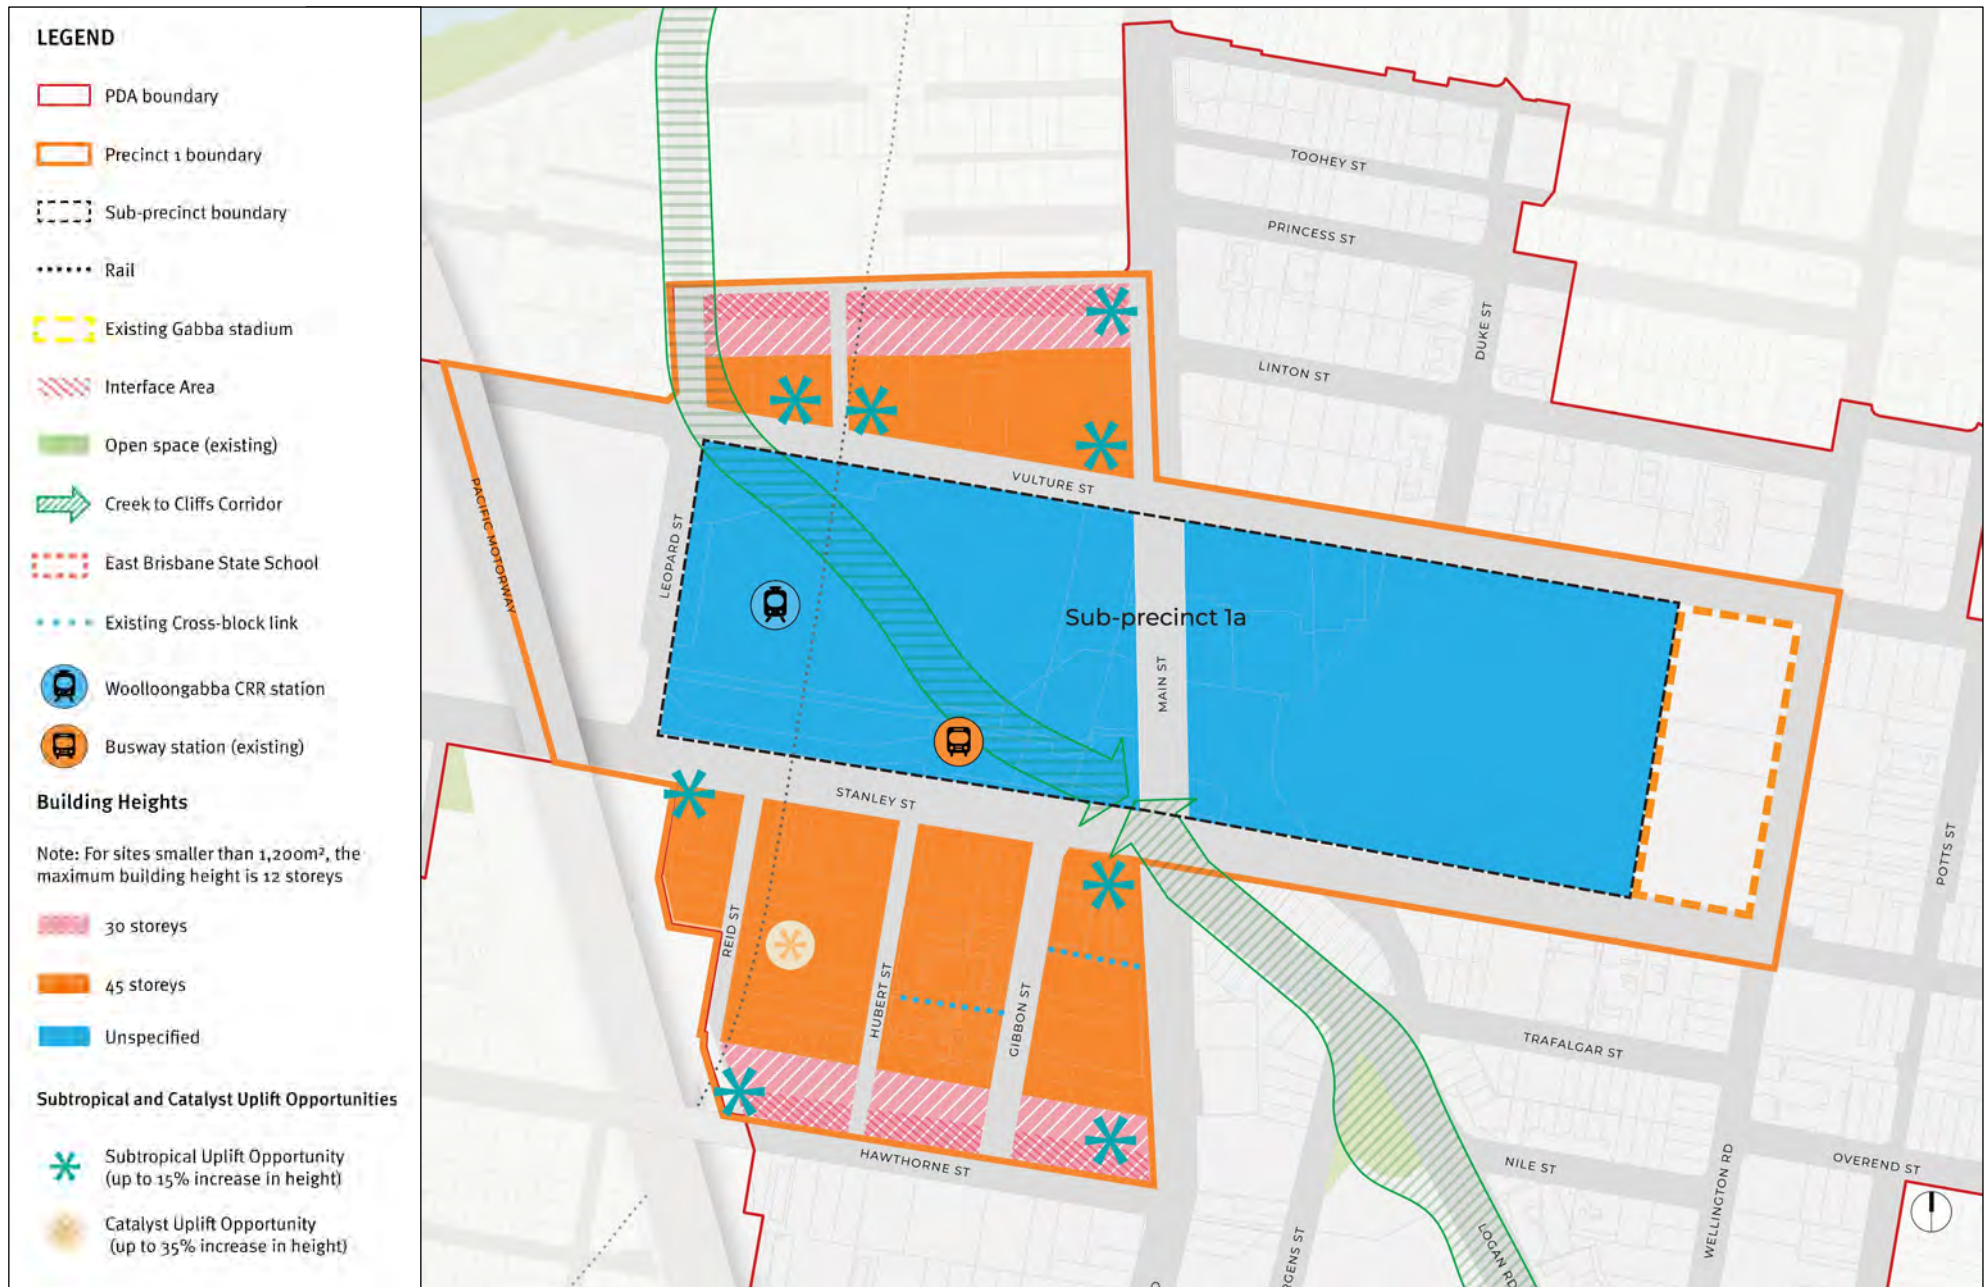 LEGEND
PDA boundary
Precinct 1 boundary
Sub-precinct boundary
Rail
Existing Gabba stadium
Interface Area
Open space (existing)
Creek to Cliffs Corridor
East Brisbane State School
Existing Cross-block link
Woolloongabba CRR station
Busway station (existing)
Building Heights
Note: For sites smaller than 1,200m², the
maximum building height is 12 storeys
30 storeys
45 storeys
Unspecified
Subtropical and Catalyst Uplift Opportunities
Subtropical Uplift Opportunity
(up to 15% increase in height)
Catalyst Uplift Opportunity
(up to 35% increase in height)
TOOHEY ST
PRINCESS ST
DUKE ST
LINTON ST
VULTURE ST
PACIFIC MOTORWAY
LEOPARD ST
Sub-precinct 1a
MAIN ST
STANLEY ST
POTTS ST
REID ST
HUBERT ST
GIBBON ST
TRAFALGAR ST
HAWTHORNE ST
NILE ST
OVEREND ST
WELLINGTON RD
LOGAN RD
RGENS ST